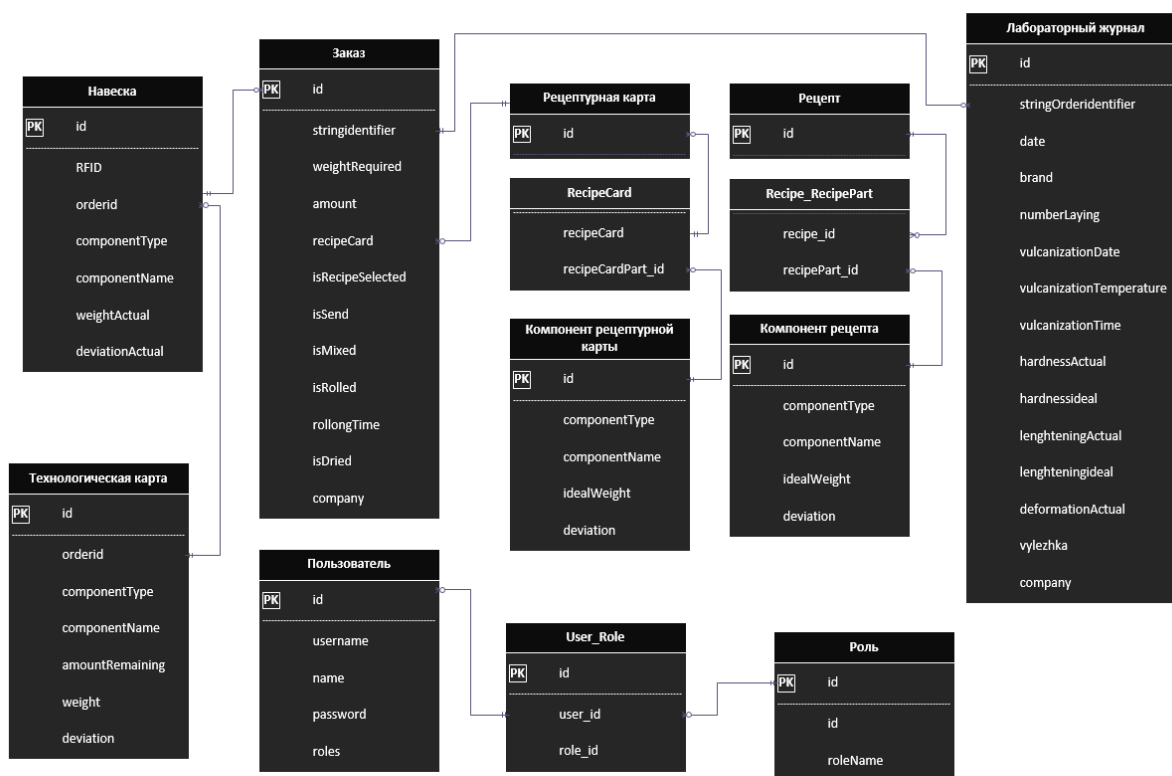 Навеска
PK
id
RFID
orderid
componentType
componentName
weightActual
deviationActual
Заказ
PK
id
stringidentifier
weightRequired
amount
recipeCard
isRecipeSelected
isSend
isMixed
isRolled
rollongTime
isDried
company
Рецептурная карта
PK
id
RecipeCard
recipeCard
recipeCardPart_id
Компонент рецептурной
карты
PK
id
componentType
componentName
idealWeight
deviation
Рецепт
PK
id
Recipe_RecipePart
recipe_id
recipePart_id
Компонент рецепта
PK
id
componentType
componentName
idealWeight
deviation
Лабораторный журнал
PK
id
stringOrderidentifier
date
brand
numberLaying
vulcanizationDate
vulcanizationTemperature
vulcanizationTime
hardnessActual
hardnessideal
lenghteningActual
lenghteningideal
deformationActual
vylezhka
company
Технологическая карта
PK
id
orderid
componentType
componentName
amountRemaining
weight
deviation
Пользователь
PK
id
username
name
password
roles
User_Role
PK
id
user_id
role_id
Роль
PK
id
id
roleName